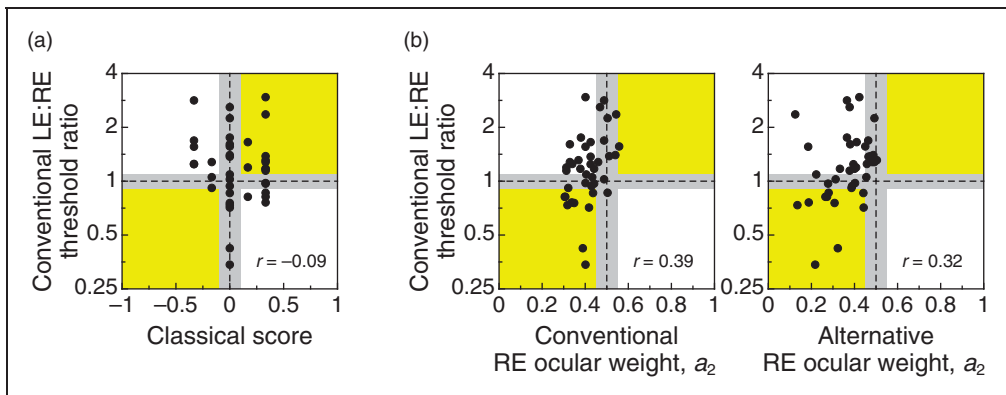 (a)
Conventional LE:RE
threshold ratio
4
2
1
0.5
0.25
−1
−0.5
0
0.5
1
r = −0.09
Classical score
(b)
Conventional LE:RE
threshold ratio
4
2
1
0.5
0.25
0
0.2
0.4
0.6
0.8
1
r = 0.39
Conventional
RE ocular weight, a₂
4
2
1
0.5
0.25
0
0.2
0.4
0.6
0.8
1
r = 0.32
Alternative
RE ocular weight, a₂